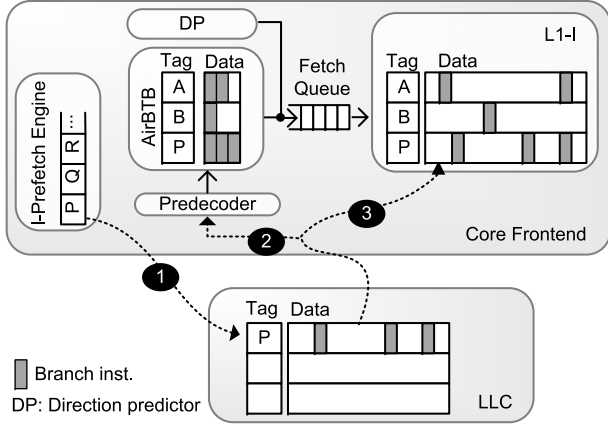 DP
L1-I
I-Prefetch Engine
P Q R ...
AirBTB
Tag Data
A
B
P
Fetch
Queue
Tag Data
A
B
P
Predecoder
1
2
3
Core Frontend
Tag Data
P
LLC
Branch inst.
DP: Direction predictor